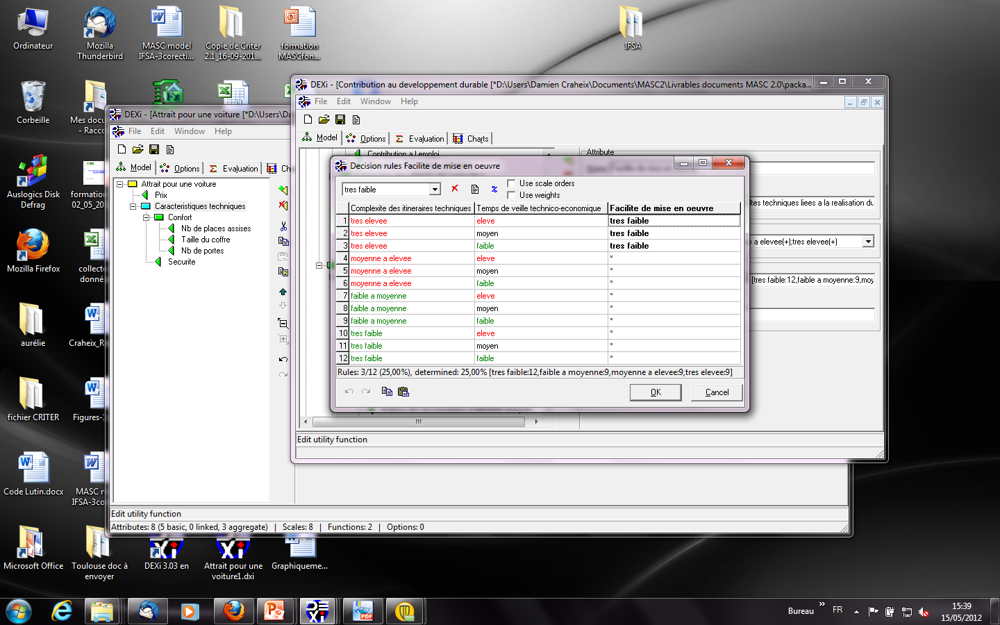 Ordinateur
Mozilla
Thunderbird
MASC model
IFSA-3corecti...
Copie de Criter
2.1_16-09-201...
formation
MASCfon...
IFSA
Corbeille
Mes docu
- Racco
Auslogics Disk
Defrag
formation
02_05_20
Mozilla Firefox
collecte
donné
aurélie
Craheix_R
fichier CRITER
Figures-1
Code Lutin.docx
MASC m
IFSA-3co
Microsoft Office
Toulouse doc à
envoyer
DEXi 3.03 en
Attrait pour une
voiture1.dxi
Graphiqueme...
DEXi - [Attrait pour une voiture [*D:\Users\Da
File Edit Window Help
Model Options Evaluation Ch
Attrait pour une voiture
Prix
Caracteristiques techniques
Confort
Nb de places assises
Taille du coffre
Nb de portes
Securite
Edit utility function
Attributes: 8 (5 basic, 0 linked, 3 aggregate) | Scales: 8 | Functions: 2 | Options: 0
DEXi - [Contribution au developpement durable [*D:\Users\Damien Craheix\Documents\MASC2\Livrables documents MASC 2.0\packa...
File Edit Window Help
Model Options Evaluation Charts
Contribution a l emploi
Attribute
ltes techniques liees a la realisation du
e a elevee(+);tres elevee(+)
[tres faible:12,faible a moyenne:9,moy
Edit utility function
Decision rules Facilite de mise en oeuvre
tres faible
% Use scale orders
Use weights
Complexite des itineraires techniques Temps de veille technico-economique Facilite de mise en oeuvre
1 tres elevee eleve tres faible
2 tres elevee moyen tres faible
3 tres elevee faible tres faible
4 moyenne a elevee eleve *
5 moyenne a elevee moyen *
6 moyenne a elevee faible *
7 faible a moyenne eleve *
8 faible a moyenne moyen *
9 faible a moyenne faible *
10 tres faible eleve *
11 tres faible moyen *
12 tres faible faible *
Rules: 3/12 (25,00%), determined: 25,00% [tres faible:12,faible a moyenne:9,moyenne a elevee:9,tres elevee:9]
OK Cancel
Bureau » FR
15:39
15/05/2012